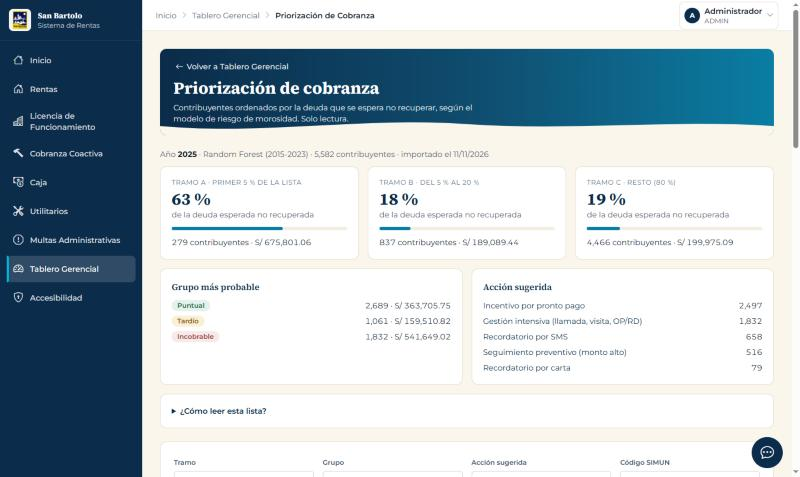 San Bartolo
Sistema de Rentas
Inicio
Rentas
Licencia de
Funcionamiento
Cobranza Coactiva
Caja
Utilitarios
Multas Administrativas
Tablero Gerencial
Accesibilidad
Inicio > Tablero Gerencial > Priorización de Cobranza
A
Administrador
ADMIN
← Volver a Tablero Gerencial
Priorización de cobranza
Contribuyentes ordenados por la deuda que se espera no recuperar, según el
modelo de riesgo de morosidad. Solo lectura.
Año 2025 · Random Forest (2015-2023) · 5,582 contribuyentes · importado el 11/11/2026
TRAMO A · PRIMER 5 % DE LA LISTA
63 %
de la deuda esperada no recuperada
279 contribuyentes · S/ 675,801.06
TRAMO B · DEL 5 % AL 20 %
18 %
de la deuda esperada no recuperada
837 contribuyentes · S/ 189,089.44
TRAMO C · RESTO (80 %)
19 %
de la deuda esperada no recuperada
4,466 contribuyentes · S/ 199,975.09
Grupo más probable
Puntual 2,689 · S/ 363,705.75
Tardío 1,061 · S/ 159,510.82
Incobrable 1,832 · S/ 541,649.02
Acción sugerida
Incentivo por pronto pago 2,497
Gestión intensiva (llamada, visita, OP/RD) 1,832
Recordatorio por SMS 658
Seguimiento preventivo (monto alto) 516
Recordatorio por carta 79
▶ ¿Cómo leer esta lista?
Tramo
Grupo
Acción sugerida
Código SIMUN